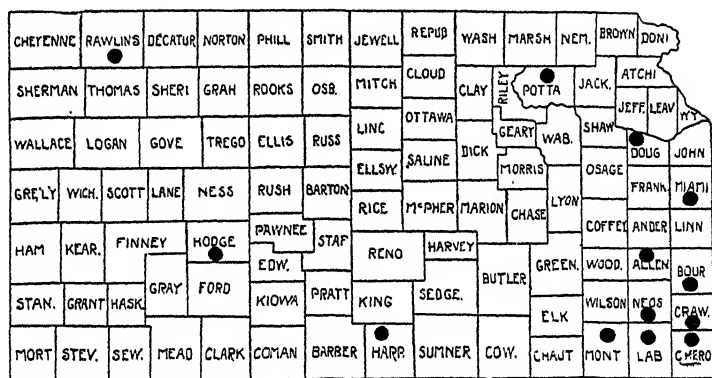 CHEYENNE RAWLINS DECATUR NORTON PHILL SMITH JEWELL REPUB WASH MARSH NEM. BROWN DONI
SHERMAN THOMAS SHERI GRAH ROOKS OSB. MITCH CLOUD CLAY RILEY POTTA JACK. ATCHI
JEFF. LEAV WY.
WALLACE LOGAN GOVE TREGO ELLIS RUSS LINC OTTAWA GEARY WAB. SHAW DOUG JOHN
ELLSW. SALINE DICK MORRIS OSAGE
GRE'LY WICH. SCOTT LANE NESS RUSH BARTON RICE McPHER MARION CHASE LYON FRANK. MIAMI
HAM KEAR. FINNEY HODGE PAWNEE STAF RENO HARVEY COFFEY ANDER LINN
EDW. BUTLER GREEN. WOOD. ALLEN BOUR
STAN. GRANT HASK. GRAY FORD KIOWA PRATT KING SEDGE. ELK WILSON NEOS CRAW.
MORT STEV. SEW. MEAD CLARK COMAN BARBER HARP. SUMNER COW. CHAUT MONT LAB CHERO